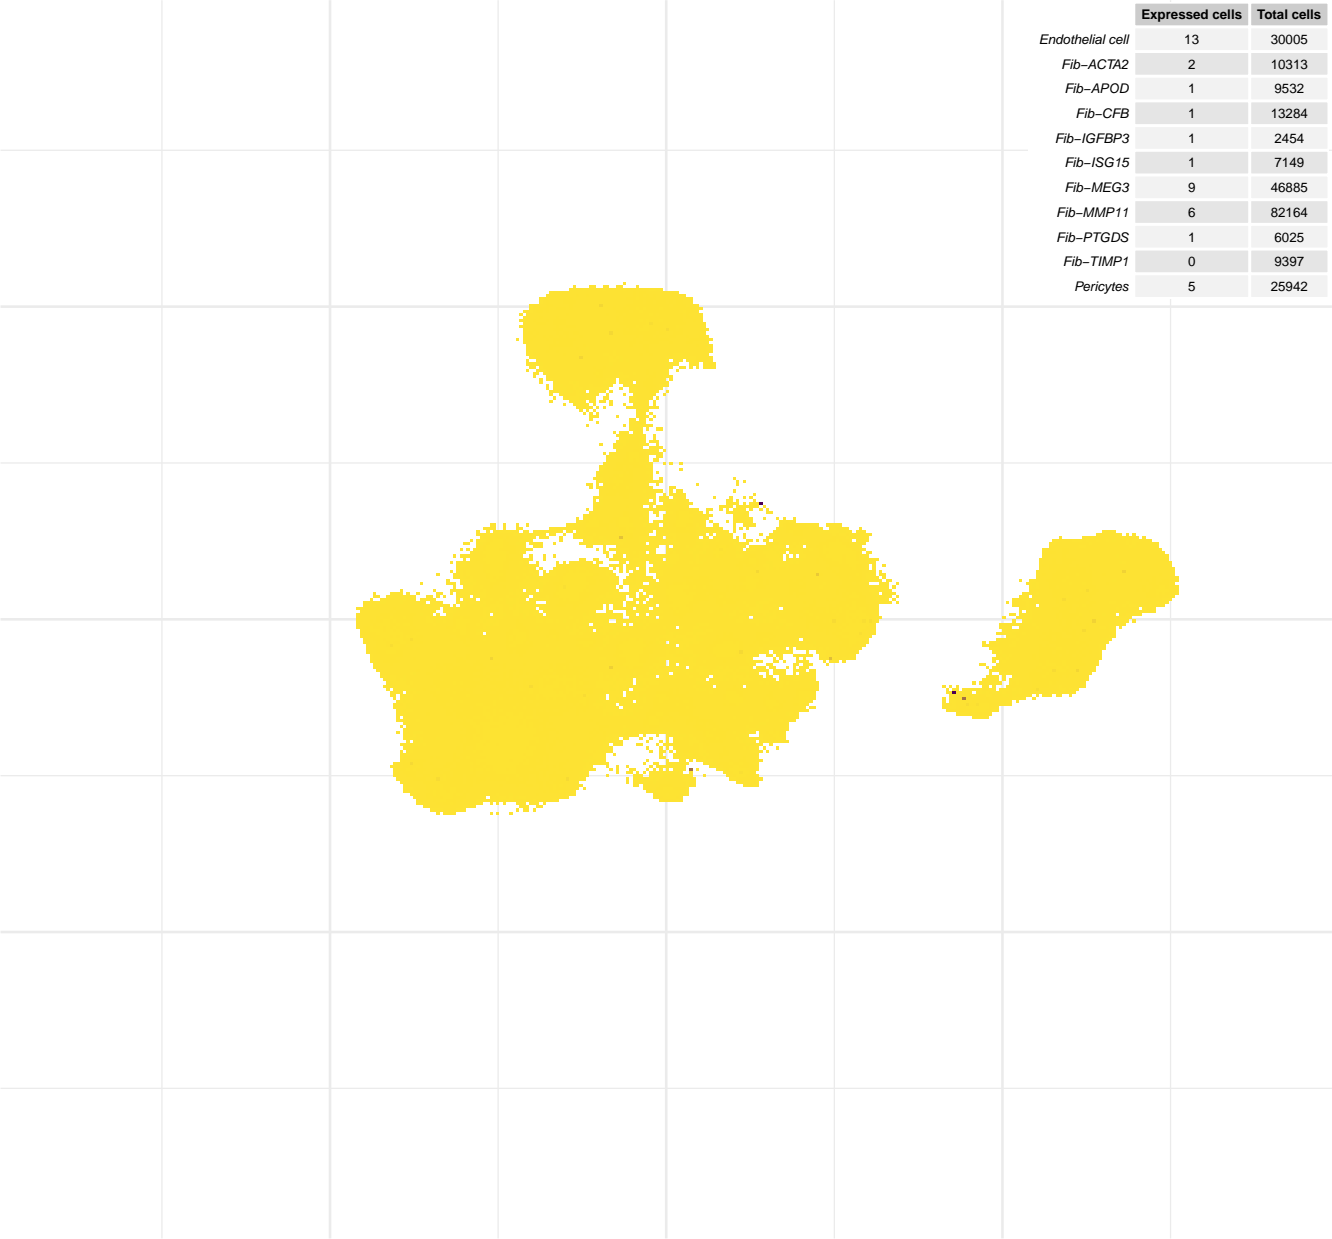 Expressed cells Total cells
Endothelial cell 13 30005
Fib−ACTA2 2 10313
Fib−APOD 1 9532
Fib−CFB 1 13284
Fib−IGFBP3 1 2454
Fib−ISG15 1 7149
Fib−MEG3 9 46885
Fib−MMP11 6 82164
Fib−PTGDS 1 6025
Fib−TIMP1 0 9397
Pericytes 5 25942